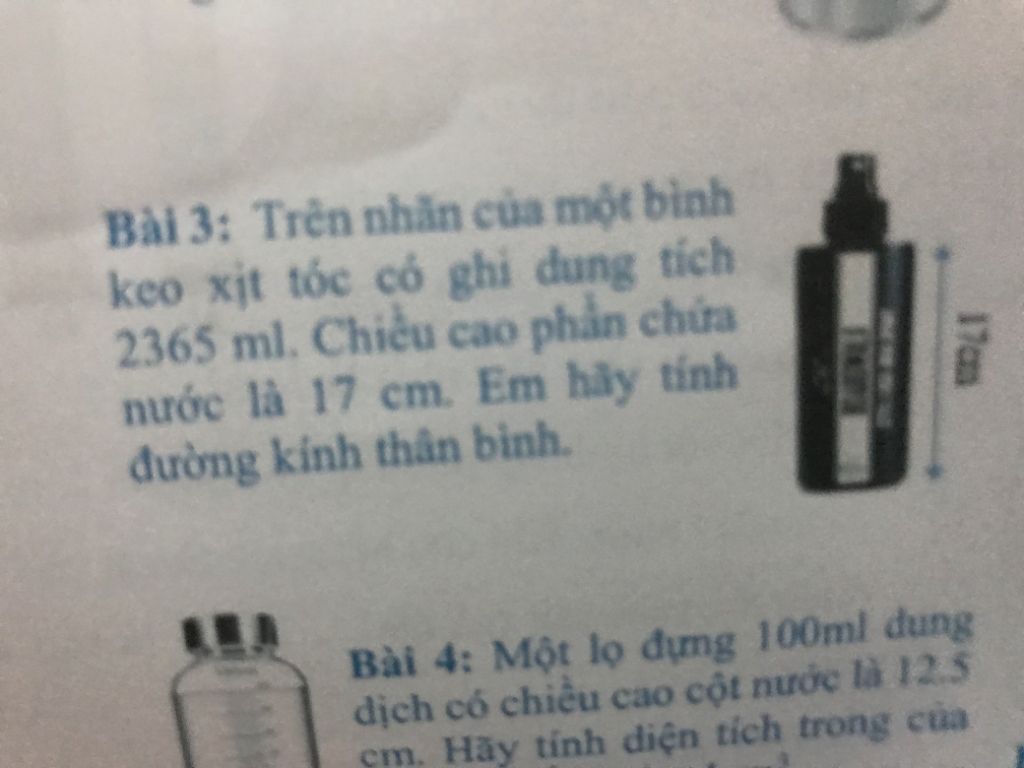 Bài 3: Trên nhãn của một bình
keo xịt tóc có ghi dung tích
2365 ml. Chiều cao phần chứa
nước là 17 cm. Em hãy tính
đường kính thân bình.
17cm
Bài 4: Một lọ đựng 100ml dung
dịch có chiều cao cột nước là 12.5
cm. Hãy tính diện tích trong của